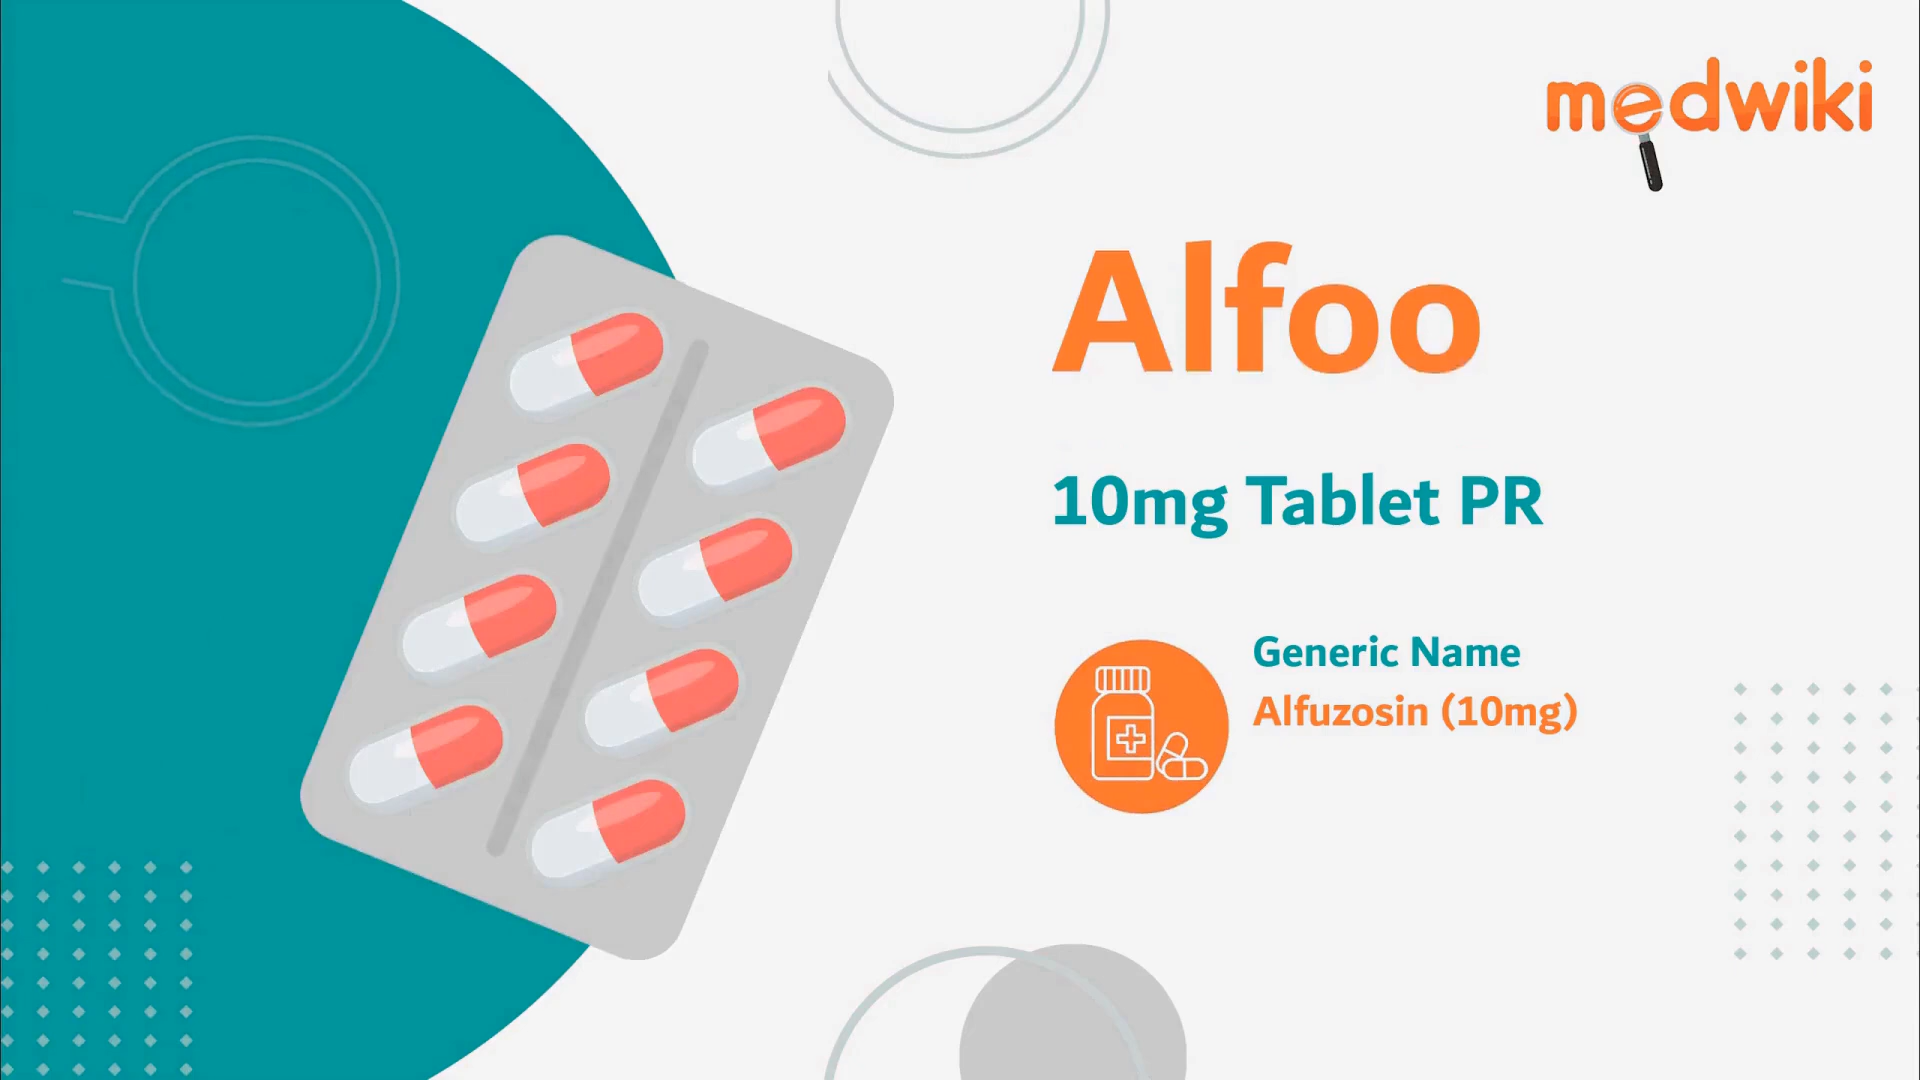 medwiki
Alfoo
10mg Tablet PR
Generic Name
Alfuzosin (10mg)